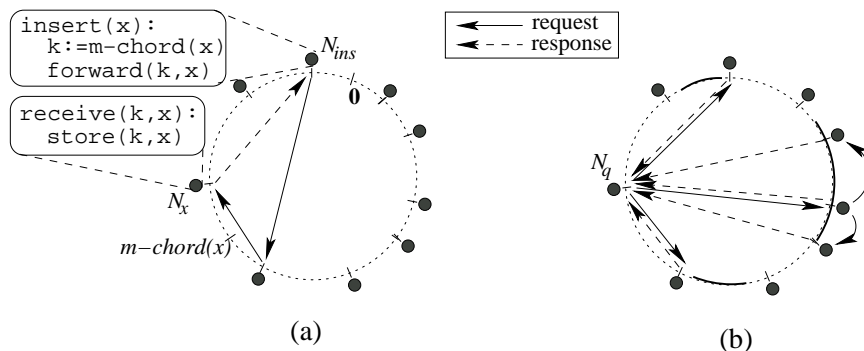 insert(x):
k:=m-chord(x)
forward(k,x)
receive(k,x):
store(k,x)
N_ins
0
N_x
m-chord(x)
(a)
request
response
N_q
(b)